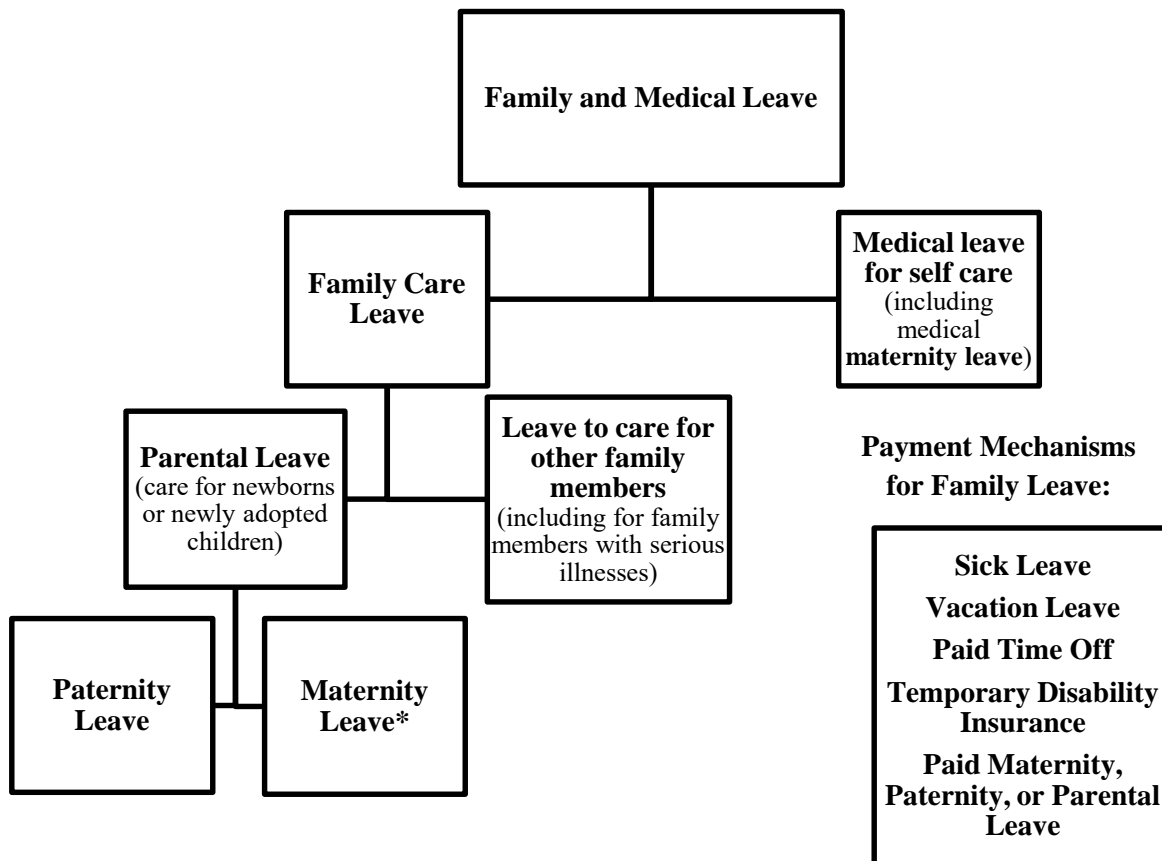 Family and Medical Leave
Family Care
Leave
Medical leave
for self care
(including
medical
maternity leave)
Parental Leave
(care for newborns
or newly adopted
children)
Leave to care for
other family
members
(including for family
members with serious
illnesses)
Payment Mechanisms
for Family Leave:
Paternity
Leave
Maternity
Leave*
Sick Leave
Vacation Leave
Paid Time Off
Temporary Disability
Insurance
Paid Maternity,
Paternity, or Parental
Leave